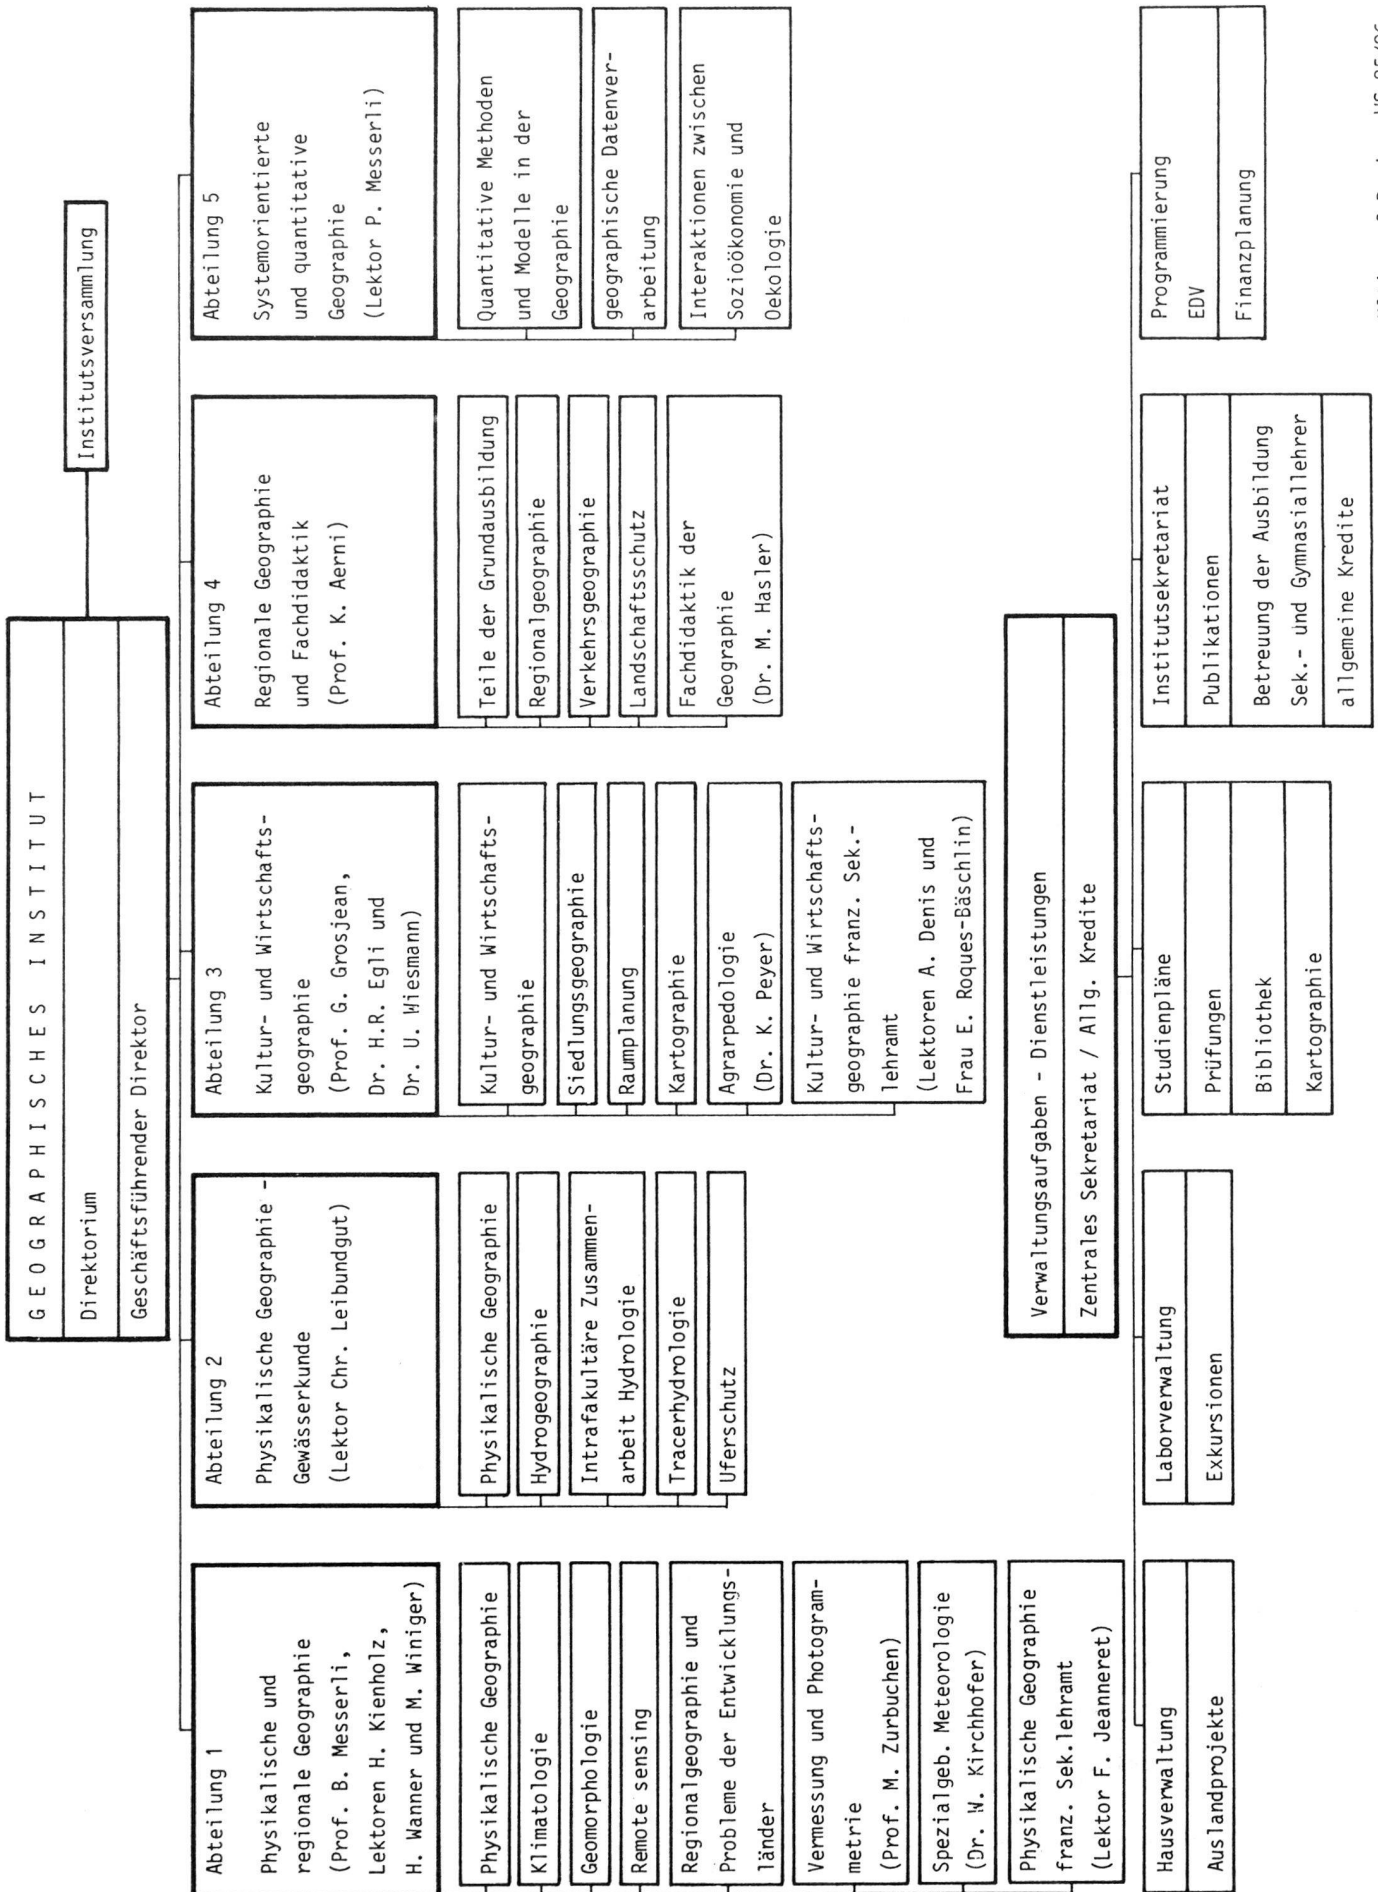 GEOGRAPHISCHES INSTITUT
Direktorium
Geschäftsführender Direktor
Institutsversammlung
Abteilung 1
Physikalische und
regionale Geographie
(Prof. B. Messerli,
Lektoren H. Kienholz,
H. Wanner und M. Winiger)
Physikalische Geographie
Klimatologie
Geomorphologie
Remote sensing
Regionalgeographie und
Probleme der Entwicklungs-
länder
Vermessung und Photogram-
metrie
(Prof. M. Zurbuchen)
Spezialgeb. Meteorologie
(Dr. W. Kirchhofer)
Physikalische Geographie
franz. Sek.lehramt
(Lektor F. Jeanneret)
Abteilung 2
Physikalische Geographie -
Gewässerkunde
(Lektor Chr. Leibundgut)
Physikalische Geographie
Hydrogeographie
Intrafakultäre Zusammen-
arbeit Hydrologie
Tracerhydrologie
Uferschutz
Abteilung 3
Kultur- und Wirtschafts-
geographie
(Prof. G. Grosjean,
Dr. H.R. Egli und
Dr. U. Wiesmann)
Kultur- und Wirtschafts-
geographie
Siedlungsgeographie
Raumplanung
Kartographie
Agrarpedologie
(Dr. K. Peyer)
Kultur- und Wirtschafts-
geographie franz. Sek.-
lehramt
(Lektoren A. Denis und
Frau E. Roques-Bäschlin)
Abteilung 4
Regionale Geographie
und Fachdidaktik
(Prof. K. Aerni)
Teile der Grundausbildung
Regionalgeographie
Verkehrsgeographie
Landschaftsschutz
Fachdidaktik der
Geographie
(Dr. M. Hasler)
Abteilung 5
Systemorientierte
und quantitative
Geographie
(Lektor P. Messerli)
Quantitative Methoden
und Modelle in der
Geographie
geographische Datenver-
arbeitung
Interaktionen zwischen
Sozioökonomie und
Oekologie
Verwaltungsaufgaben - Dienstleistungen
Zentrales Sekretariat / Allg. Kredite
Hausverwaltung
Auslandprojekte
Laborverwaltung
Exkursionen
Studienpläne
Prüfungen
Bibliothek
Kartographie
Institutsekretariat
Publikationen
Betreuung der Ausbildung
Sek.- und Gymnasiallehrer
allgemeine Kredite
Programmierung
EDV
Finanzplanung